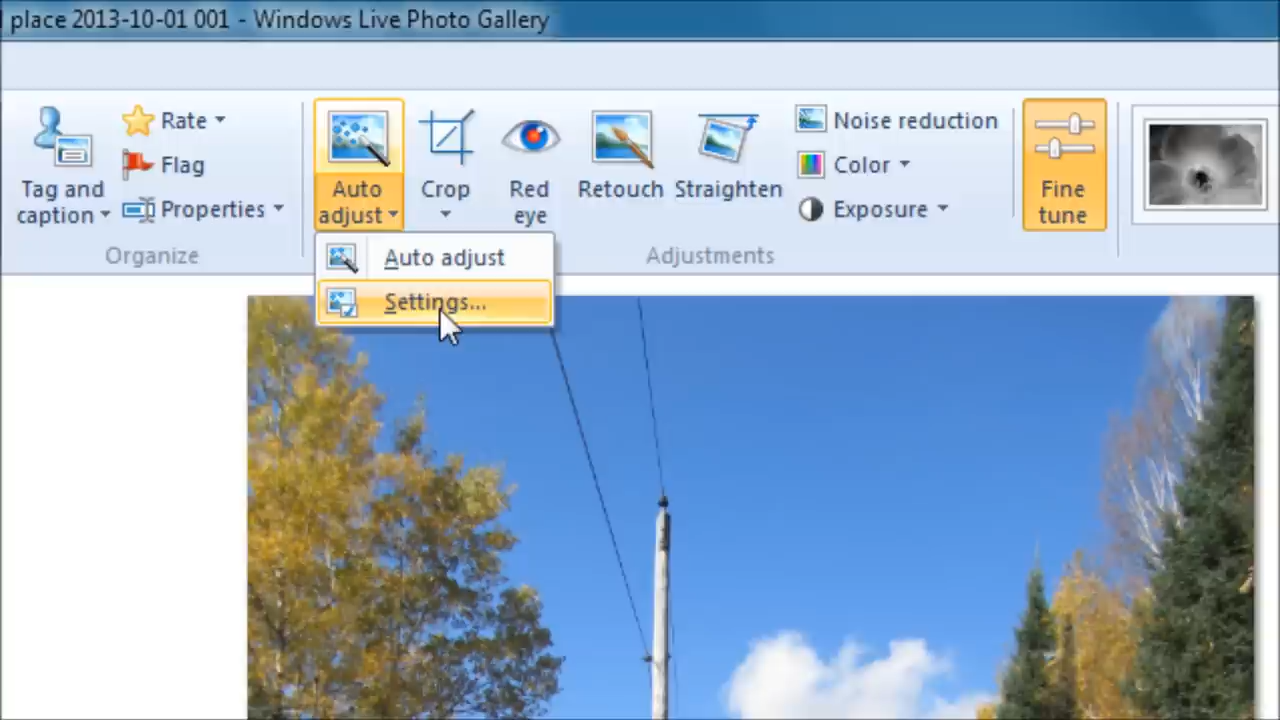 place 2013-10-01 001 - Windows Live Photo Gallery
Tag and
caption
Rate
Flag
Properties
Organize
Auto
adjust
Crop
Red
eye
Retouch
Straighten
Noise reduction
Color
Exposure
Adjustments
Fine
tune
Auto adjust
Settings...